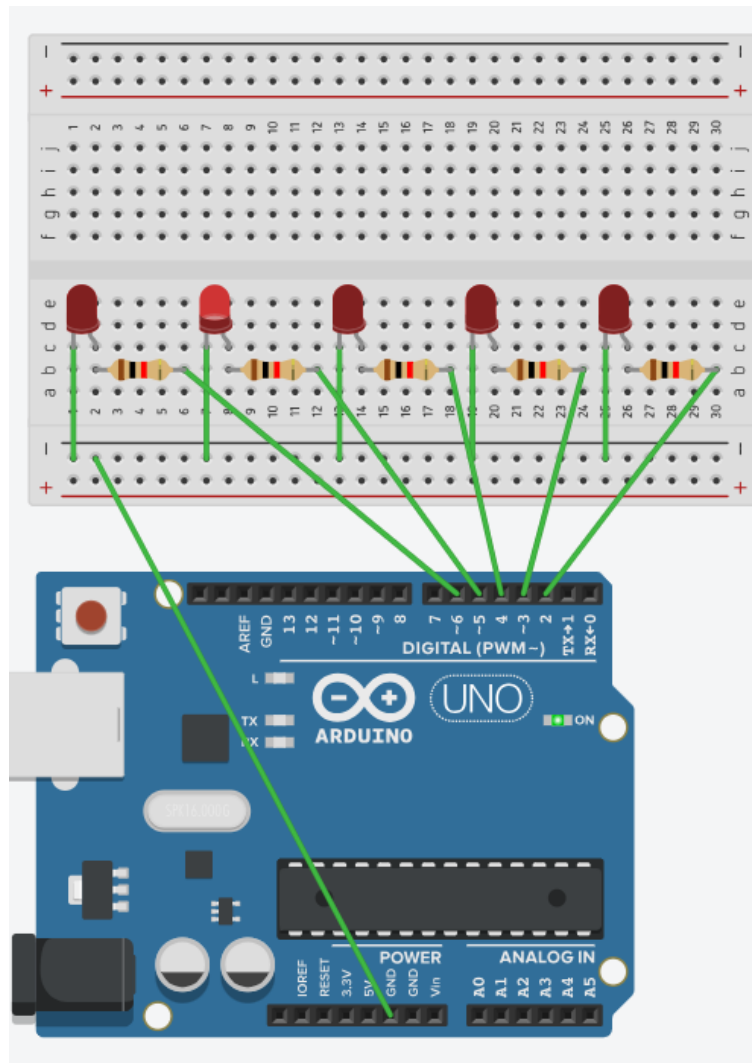 − −
+ +
1 2 3 4 5 6 7 8 9 10 11 12 13 14 15 16 17 18 19 20 21 22 23 24 25 26 27 28 29 30
j j
i i
h h
g g
f f
e e
d d
c c
b b
a a
1 2 3 4 5 6 7 8 9 10 11 12 13 14 15 16 17 18 19 20 21 22 23 24 25 26 27 28 29 30
− −
+ +
AREF GND 13 12 ~11 ~10 ~9 8 7 ~6 ~5 4 ~3 2 TX→1 RX←0
DIGITAL (PWM~)
L
TX
RX
UNO
ON
ARDUINO
POWER
ANALOG IN
IOREF RESET 3.3V 5V GND GND Vin A0 A1 A2 A3 A4 A5